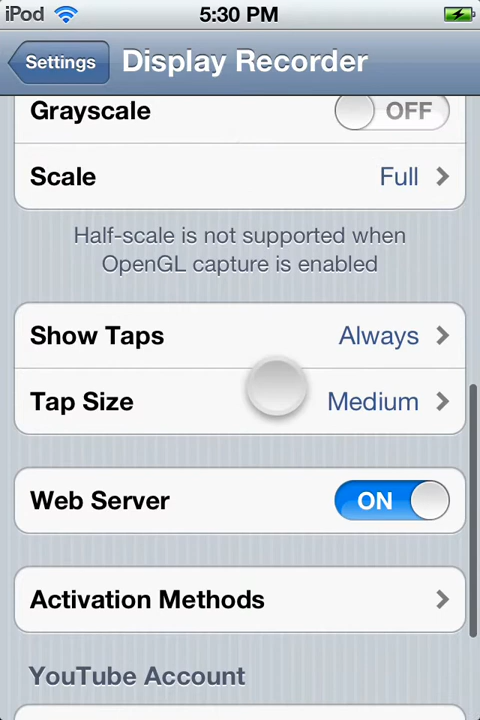 iPod 5:30 PM
Settings Display Recorder
Grayscale OFF
Scale Full
Half-scale is not supported when
OpenGL capture is enabled
Show Taps Always
Tap Size Medium
Web Server ON
Activation Methods
YouTube Account